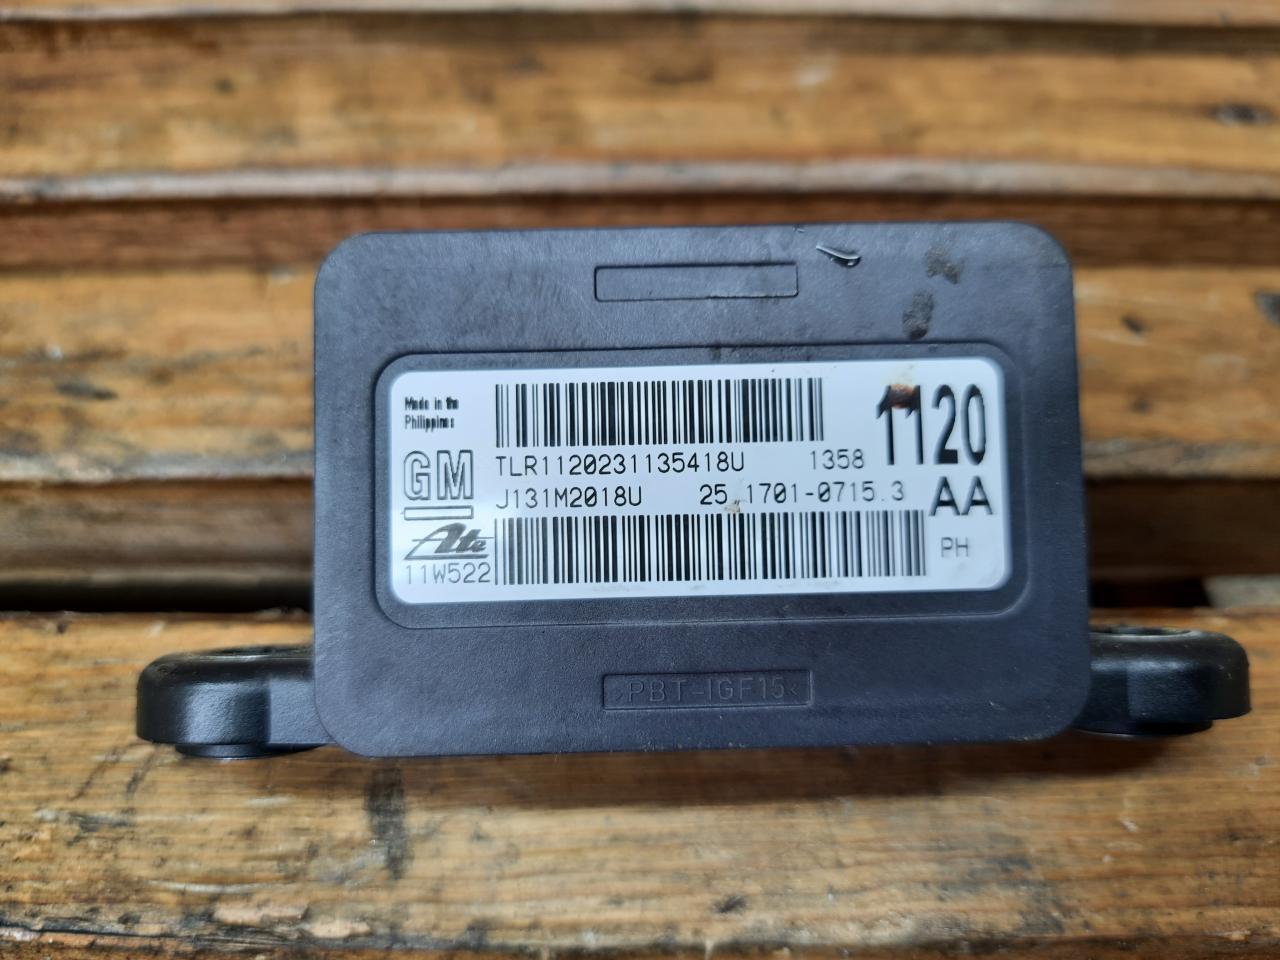 Made in the
Philippines
1120
GM
TLR1120231135418U 1358
J131M2018U 25.1701-0715.3
AA
Ate
11W522
PH
>PBT-IGF15<